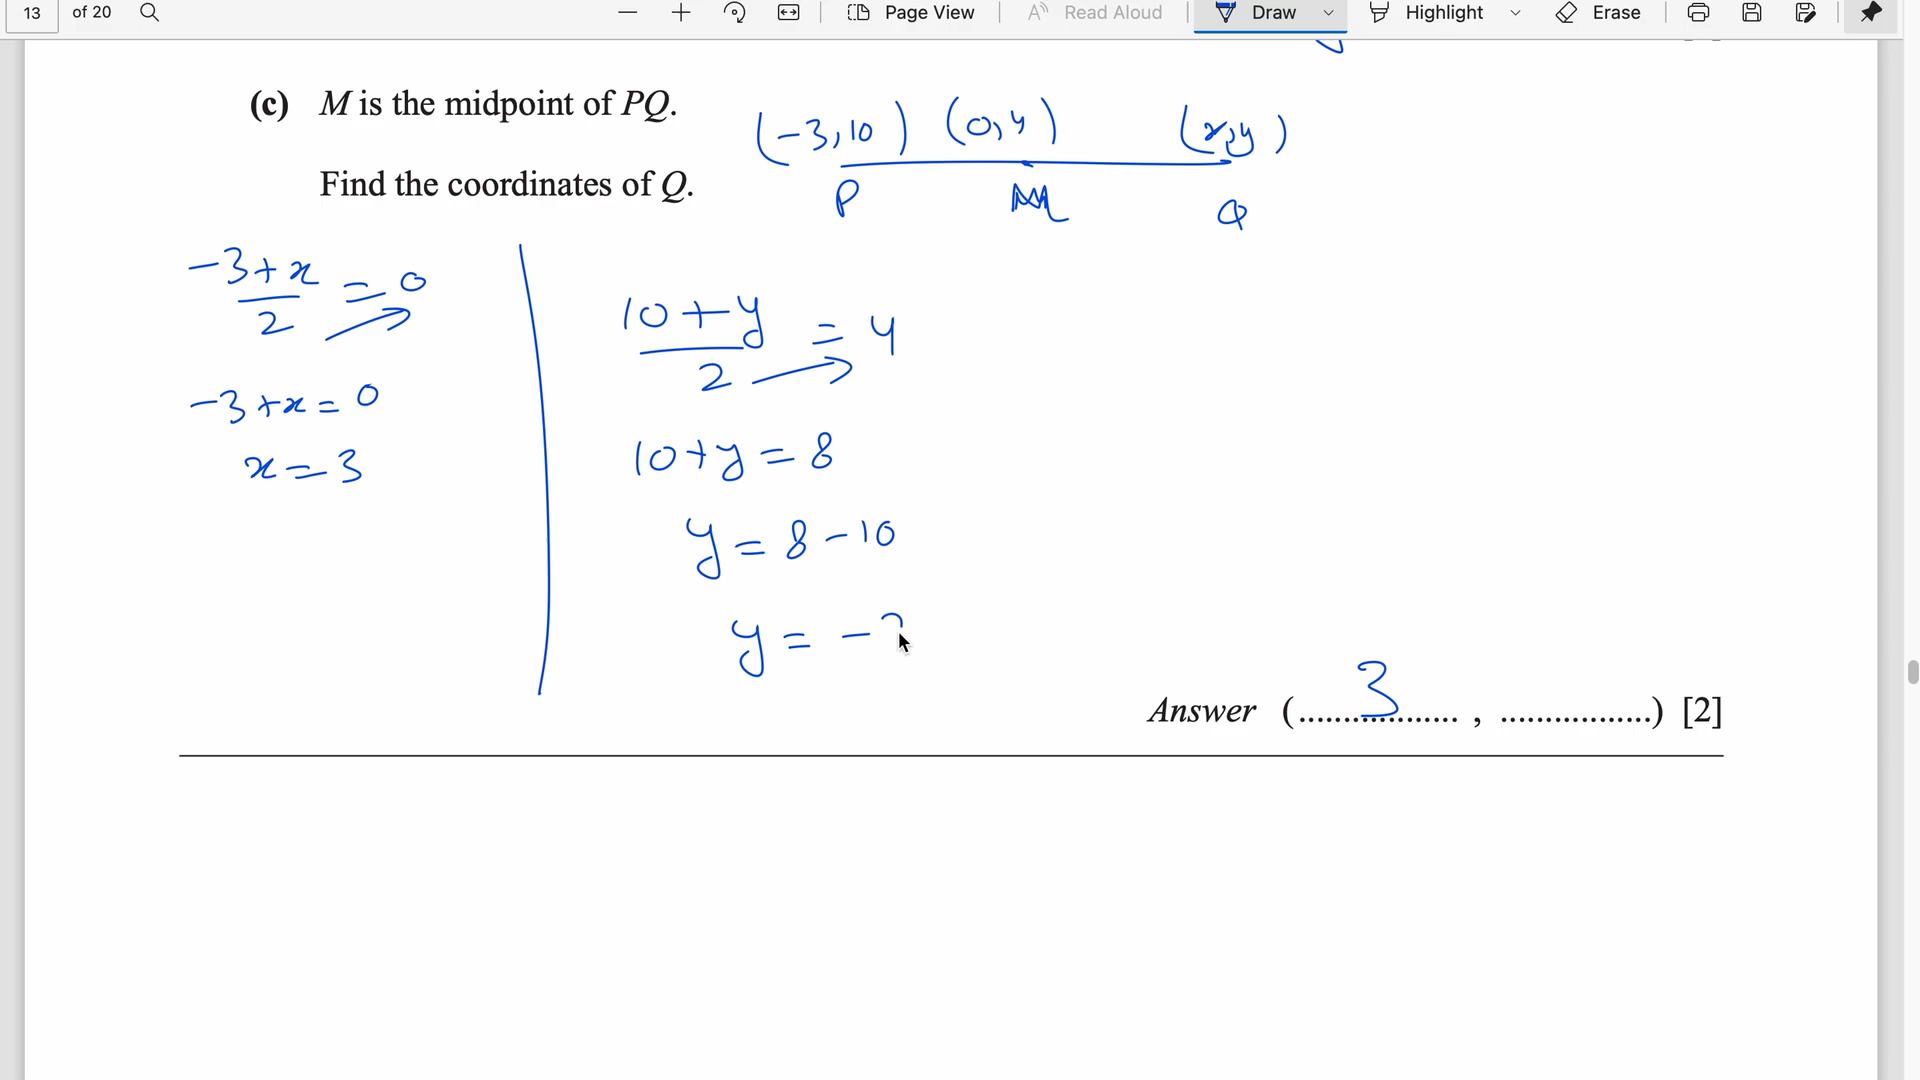 13 of 20 Page View Read Aloud Draw Highlight Erase
(c) M is the midpoint of PQ.
(-3,10) (0,4) (x,y)
P M Q
Find the coordinates of Q.
-3+x/2 = 0
-3+x = 0
x = 3
10+y/2 = 4
10+y = 8
y = 8-10
y = -
Answer (.........3......... , .................) [2]